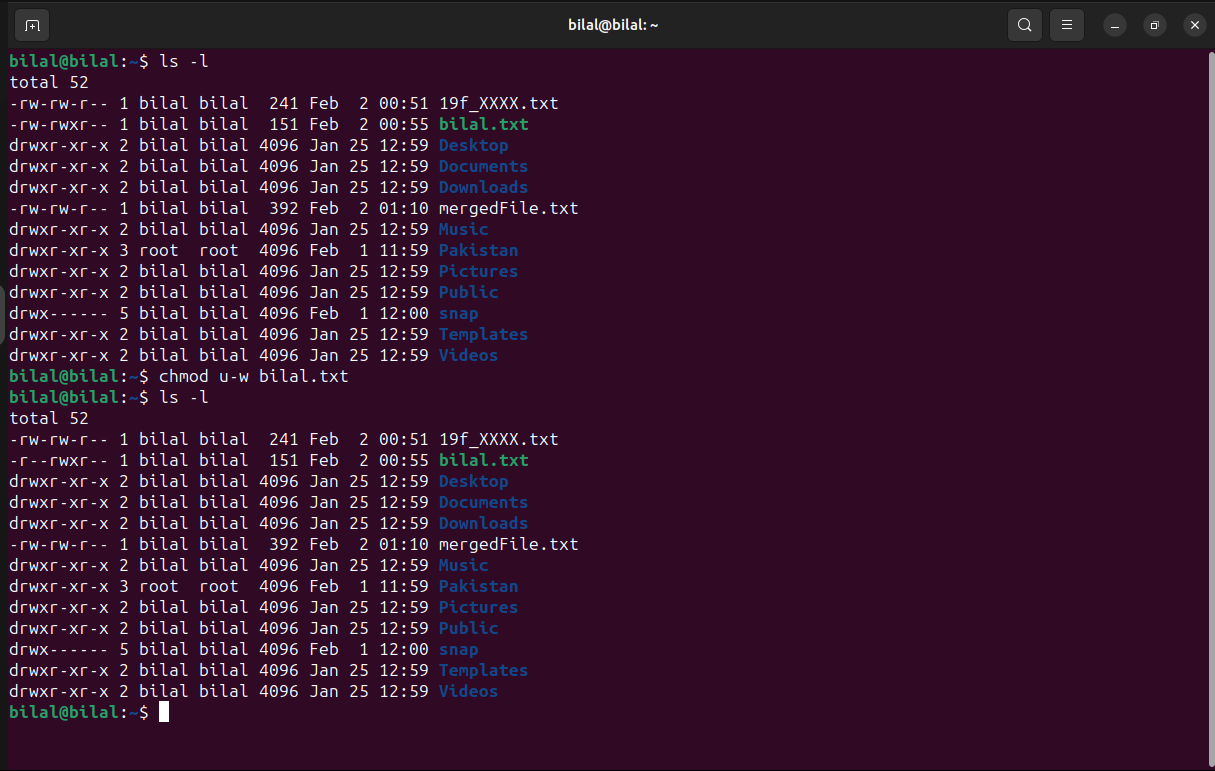 bilal@bilal: ~
bilal@bilal:~$ ls -l
total 52
-rw-rw-r-- 1 bilal bilal  241 Feb  2 00:51 19f_XXXX.txt
-rw-rwxr-- 1 bilal bilal  151 Feb  2 00:55 bilal.txt
drwxr-xr-x 2 bilal bilal 4096 Jan 25 12:59 Desktop
drwxr-xr-x 2 bilal bilal 4096 Jan 25 12:59 Documents
drwxr-xr-x 2 bilal bilal 4096 Jan 25 12:59 Downloads
-rw-rw-r-- 1 bilal bilal  392 Feb  2 01:10 mergedFile.txt
drwxr-xr-x 2 bilal bilal 4096 Jan 25 12:59 Music
drwxr-xr-x 3 root  root  4096 Feb  1 11:59 Pakistan
drwxr-xr-x 2 bilal bilal 4096 Jan 25 12:59 Pictures
drwxr-xr-x 2 bilal bilal 4096 Jan 25 12:59 Public
drwx------ 5 bilal bilal 4096 Feb  1 12:00 snap
drwxr-xr-x 2 bilal bilal 4096 Jan 25 12:59 Templates
drwxr-xr-x 2 bilal bilal 4096 Jan 25 12:59 Videos
bilal@bilal:~$ chmod u-w bilal.txt
bilal@bilal:~$ ls -l
total 52
-rw-rw-r-- 1 bilal bilal  241 Feb  2 00:51 19f_XXXX.txt
-r--rwxr-- 1 bilal bilal  151 Feb  2 00:55 bilal.txt
drwxr-xr-x 2 bilal bilal 4096 Jan 25 12:59 Desktop
drwxr-xr-x 2 bilal bilal 4096 Jan 25 12:59 Documents
drwxr-xr-x 2 bilal bilal 4096 Jan 25 12:59 Downloads
-rw-rw-r-- 1 bilal bilal  392 Feb  2 01:10 mergedFile.txt
drwxr-xr-x 2 bilal bilal 4096 Jan 25 12:59 Music
drwxr-xr-x 3 root  root  4096 Feb  1 11:59 Pakistan
drwxr-xr-x 2 bilal bilal 4096 Jan 25 12:59 Pictures
drwxr-xr-x 2 bilal bilal 4096 Jan 25 12:59 Public
drwx------ 5 bilal bilal 4096 Feb  1 12:00 snap
drwxr-xr-x 2 bilal bilal 4096 Jan 25 12:59 Templates
drwxr-xr-x 2 bilal bilal 4096 Jan 25 12:59 Videos
bilal@bilal:~$